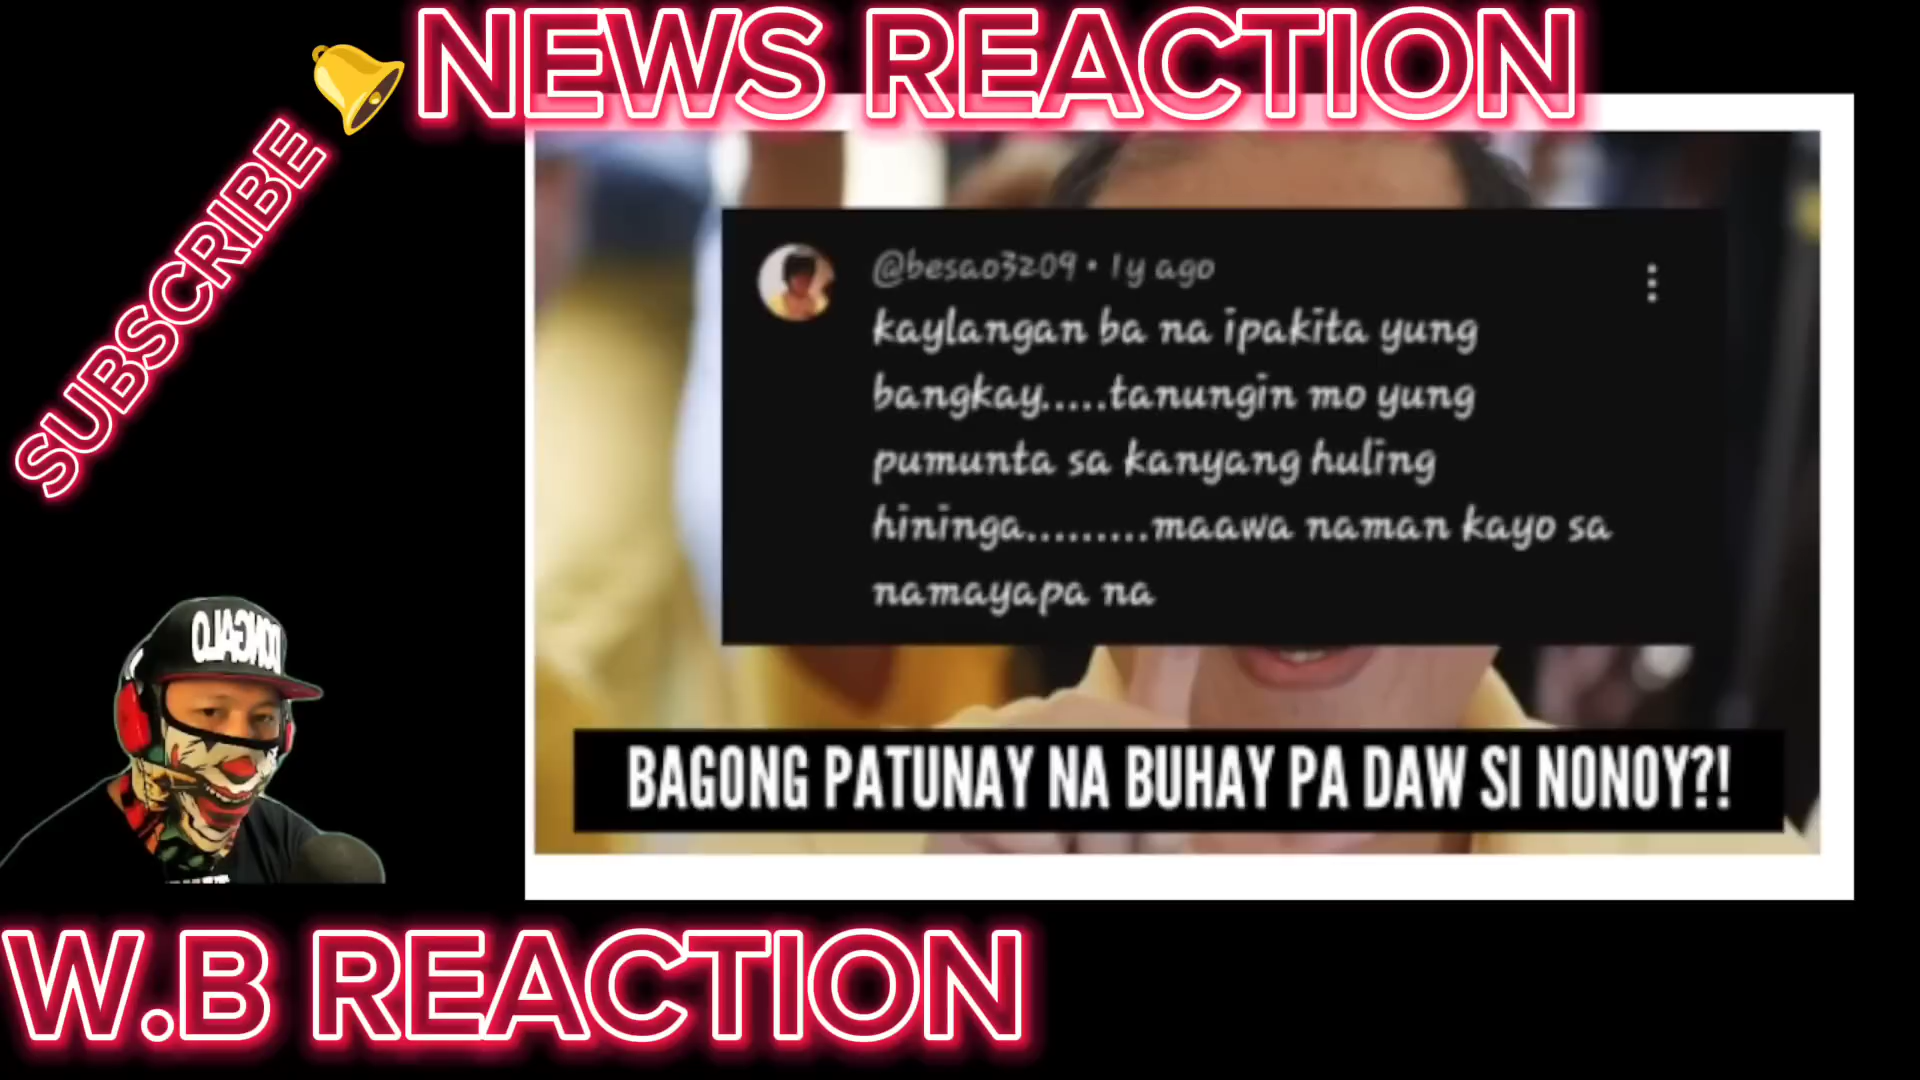 NEWS REACTION
SUBSCRIBE
@besao3209 • 1y ago
kaylangan ba na ipakita yung
bangkay.....tanungin mo yung
pumunta sa kanyang huling
hininga.........maawa naman kayo sa
namayapa na
DONGALO
BAGONG PATUNAY NA BUHAY PA DAW SI NONOY?!
W.B REACTION